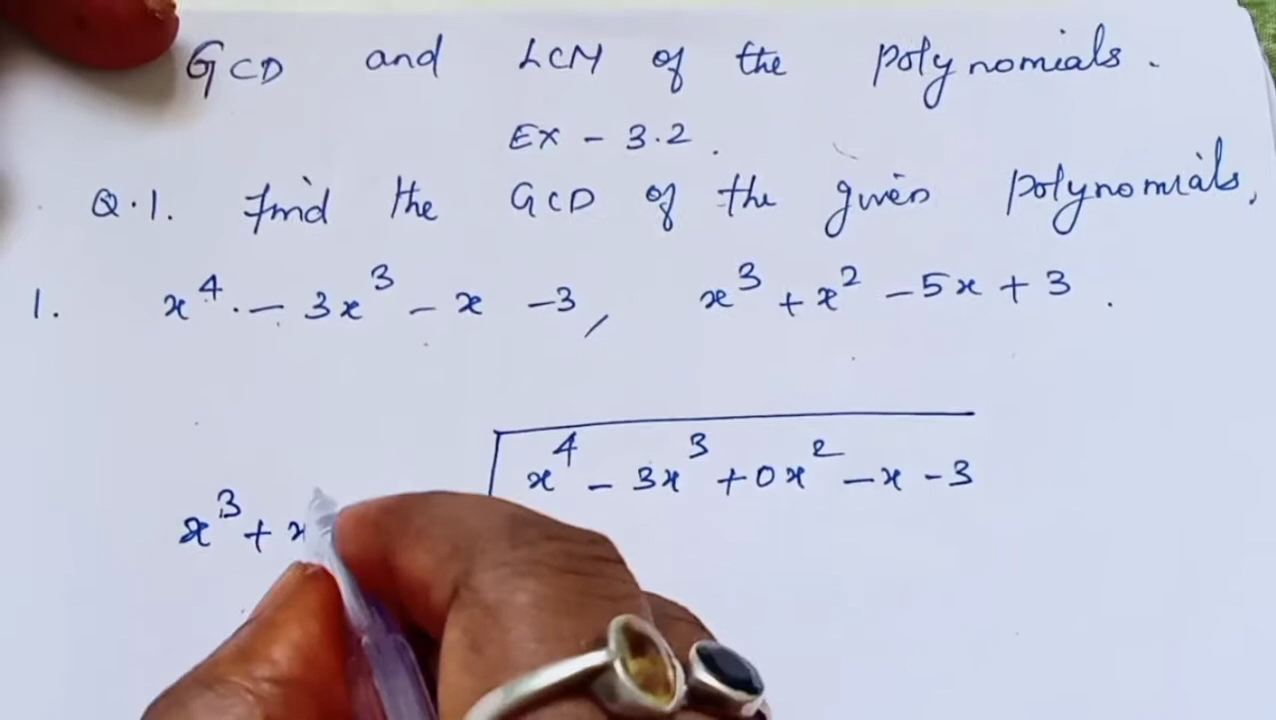 GCD and LCM of the polynomials.
EX - 3.2.
Q.1. find the GCD of the given polynomials,
1. x⁴ - 3x³ - x - 3, x³ + x² - 5x + 3.
x⁴ - 3x³ + 0x² - x - 3
x³ + x